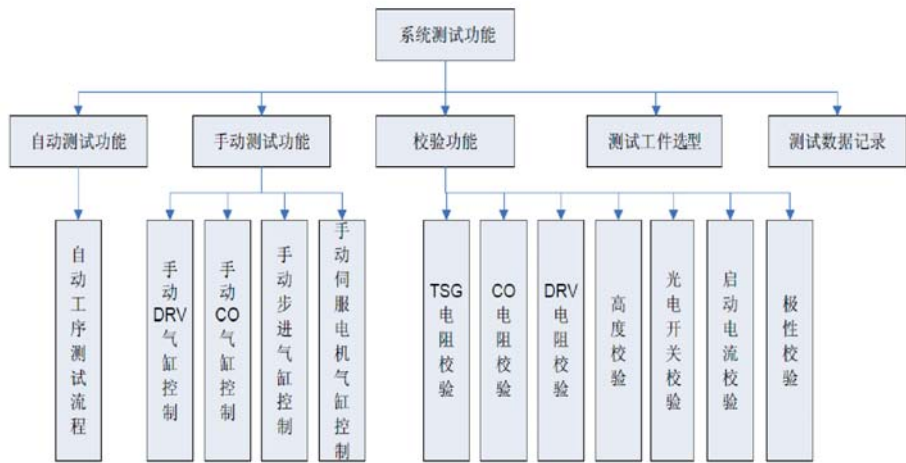 系统测试功能
自动测试功能
手动测试功能
校验功能
测试工件选型
测试数据记录
自动工序测试流程
手动DRV气缸控制
手动CO气缸控制
手动步进气缸控制
手动伺服电机气缸控制
TSG电阻校验
CO电阻校验
DRV电阻校验
高度校验
光电开关校验
启动电流校验
极性校验